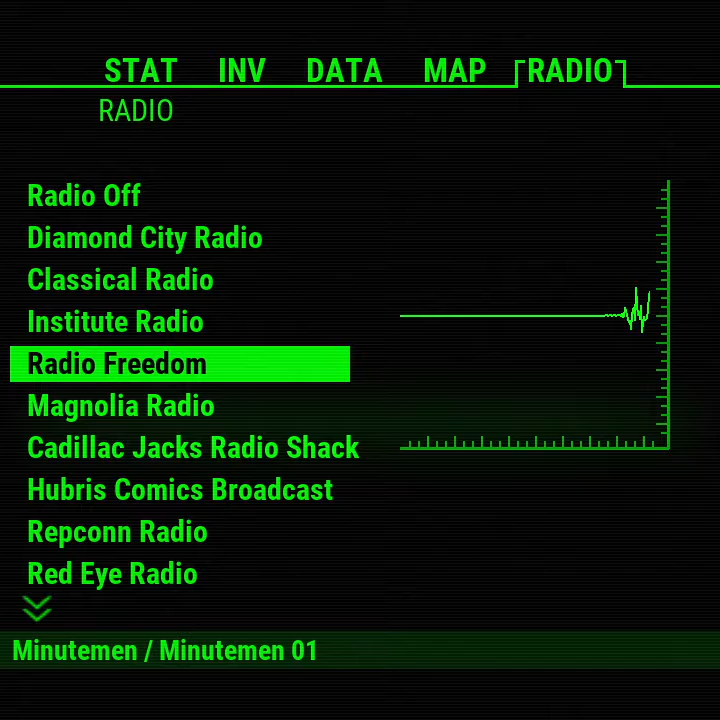 STAT INV DATA MAP RADIO
RADIO
Radio Off
Diamond City Radio
Classical Radio
Institute Radio
Radio Freedom
Magnolia Radio
Cadillac Jacks Radio Shack
Hubris Comics Broadcast
Repconn Radio
Red Eye Radio
Minutemen / Minutemen 01